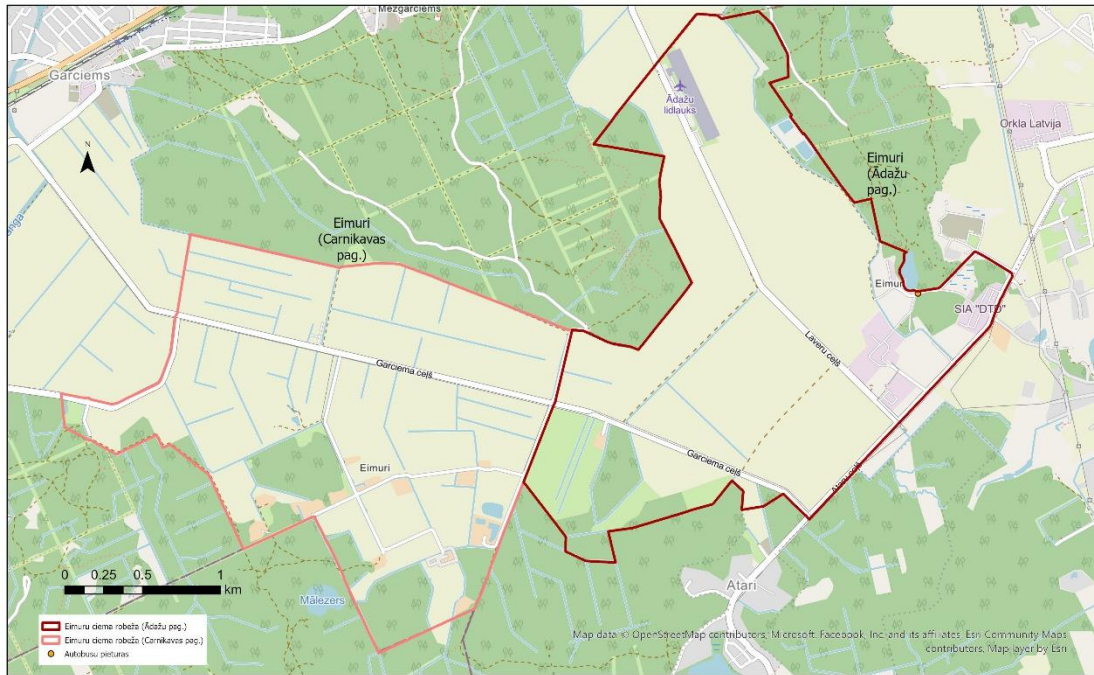 Mežgarciems
Garciems
Ādažu
lidlauks
Orkla Latvija
N
Eimuri
(Ādažu
pag.)
Eimuri
(Carnikavas
pag.)
Eimuri
SIA "DTD"
Laveru ceļš
Garciema ceļš
Garciema ceļš
Eimuri
Ataru ceļš
Atari
0 0.25 0.5 1
km
Mālezers
Eimuru ciema robeža (Ādažu pag.)
Eimuru ciema robeža (Carnikavas pag.)
Autobusu pieturas
Map data © OpenStreetMap contributors, Microsoft, Facebook, Inc. and its affiliates, Esri Community Maps
contributors, Map layer by Esri